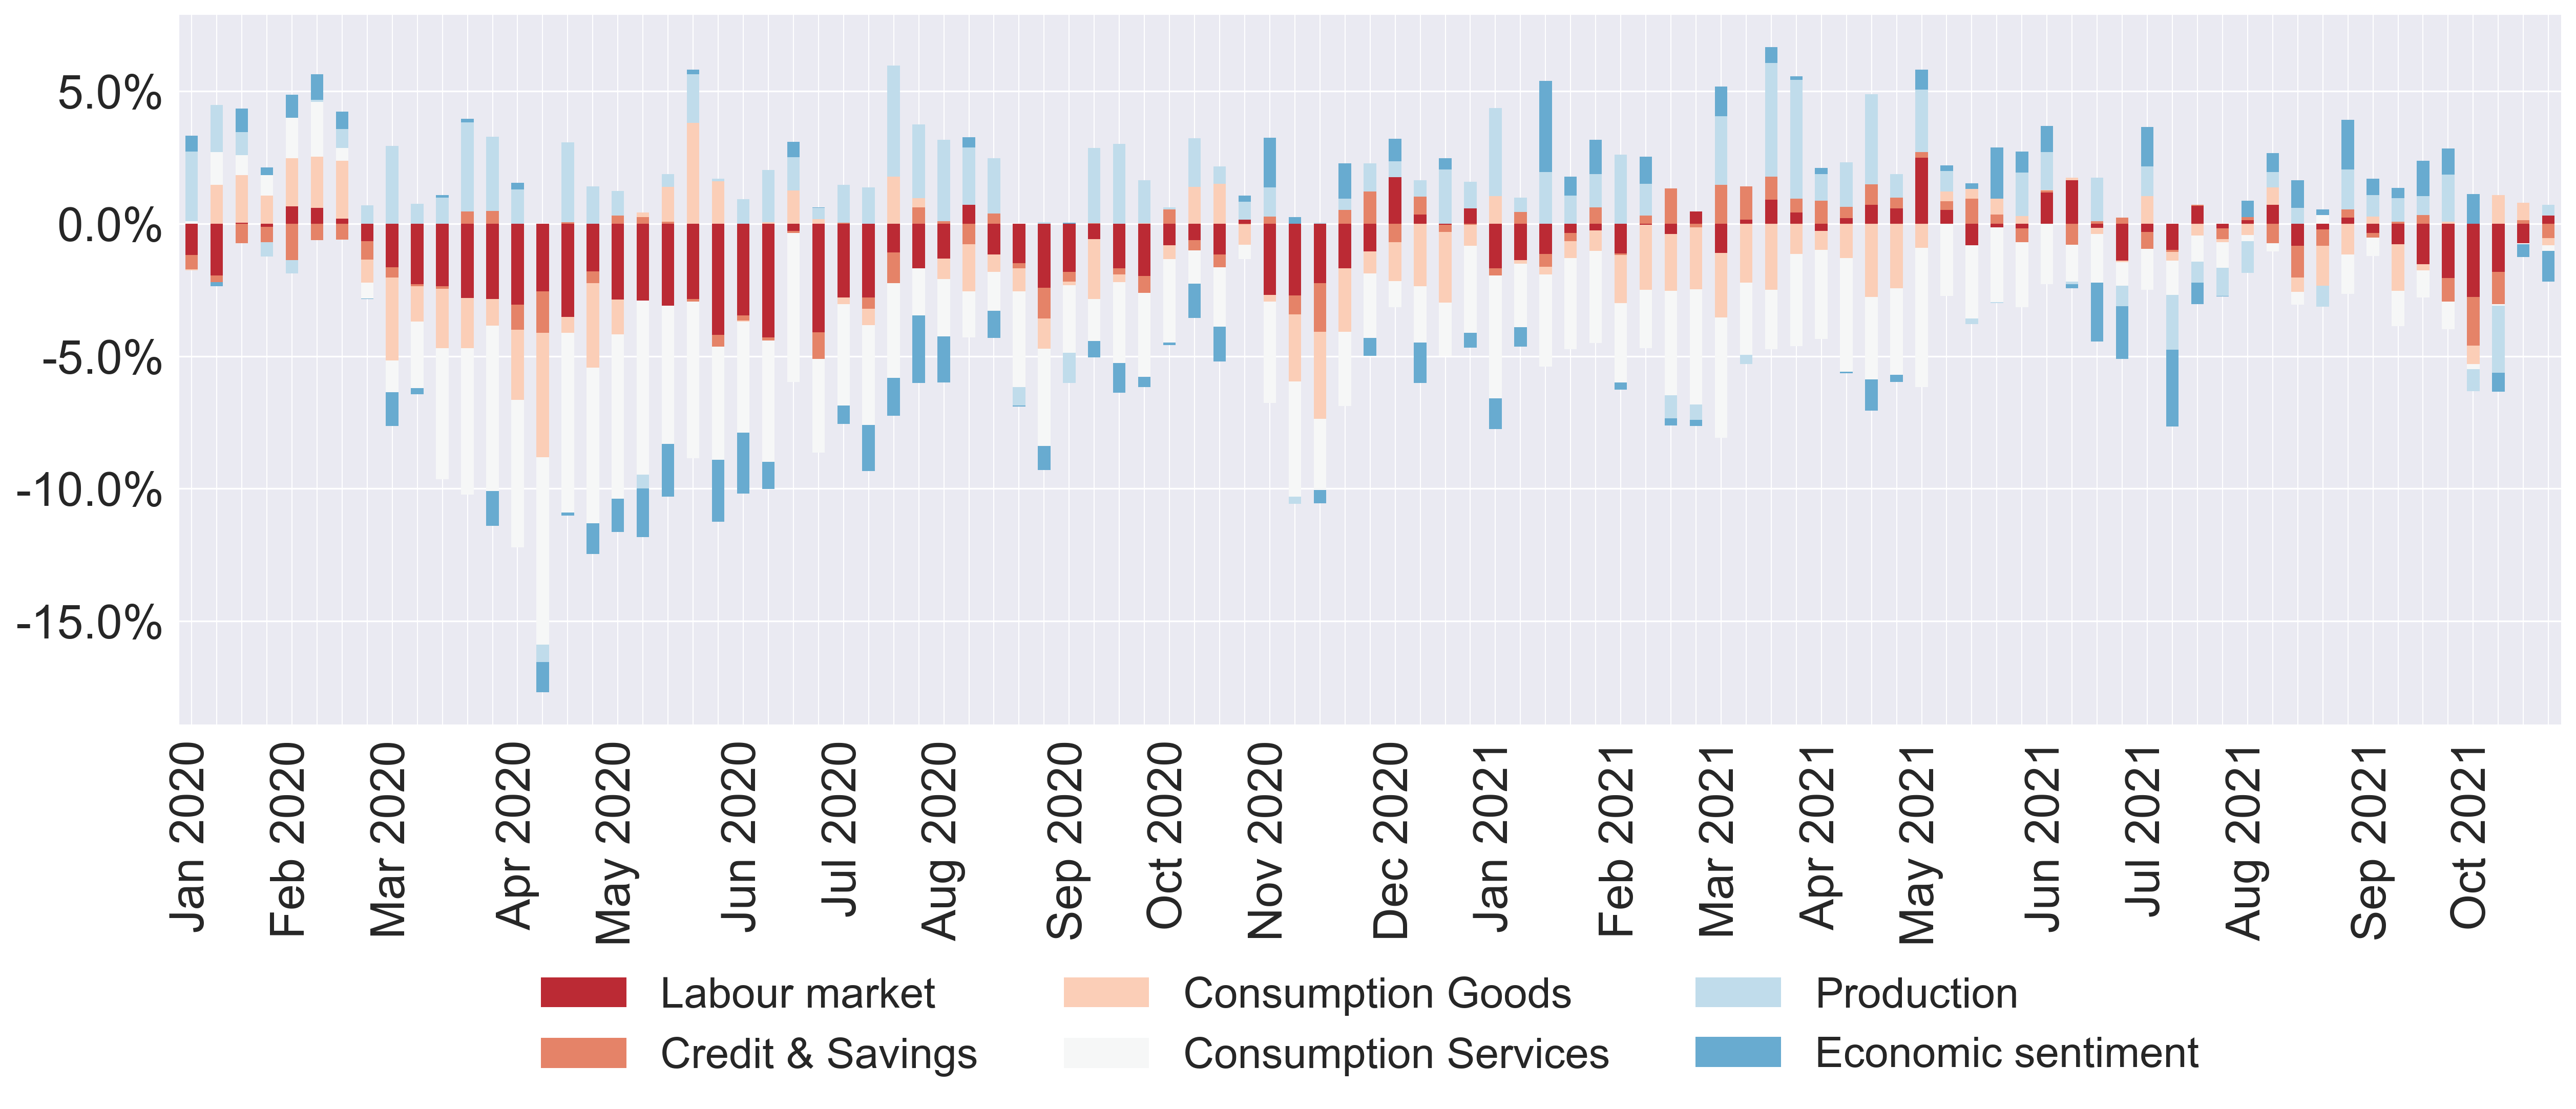 5.0%
0.0%
-5.0%
-10.0%
-15.0%
Jan 2020
Feb 2020
Mar 2020
Apr 2020
May 2020
Jun 2020
Jul 2020
Aug 2020
Sep 2020
Oct 2020
Nov 2020
Dec 2020
Jan 2021
Feb 2021
Mar 2021
Apr 2021
May 2021
Jun 2021
Jul 2021
Aug 2021
Sep 2021
Oct 2021
Labour market
Consumption Goods
Production
Credit & Savings
Consumption Services
Economic sentiment